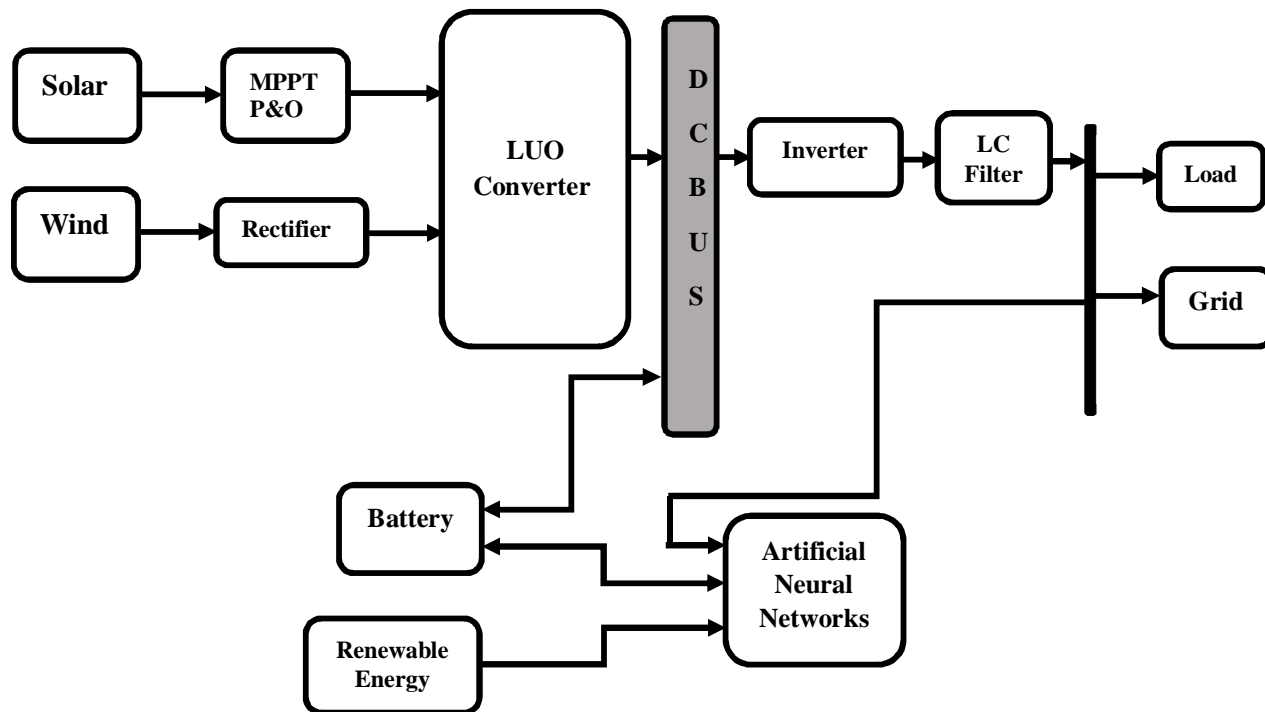 Solar
MPPT
P&O
LUO
Converter
D
C
B
U
S
Inverter
LC
Filter
Load
Wind
Rectifier
Grid
Battery
Artificial
Neural
Networks
Renewable
Energy